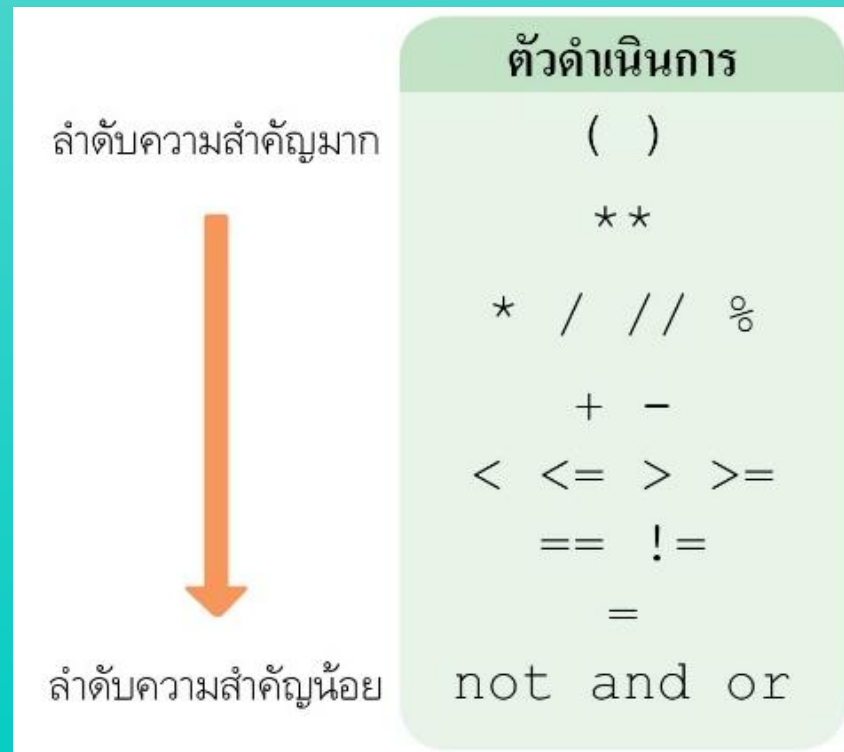 ตัวดำเนินการ
ลำดับความสำคัญมาก ( )
**
* / // %
+ -
< <= > >=
== !=
=
ลำดับความสำคัญน้อย not and or